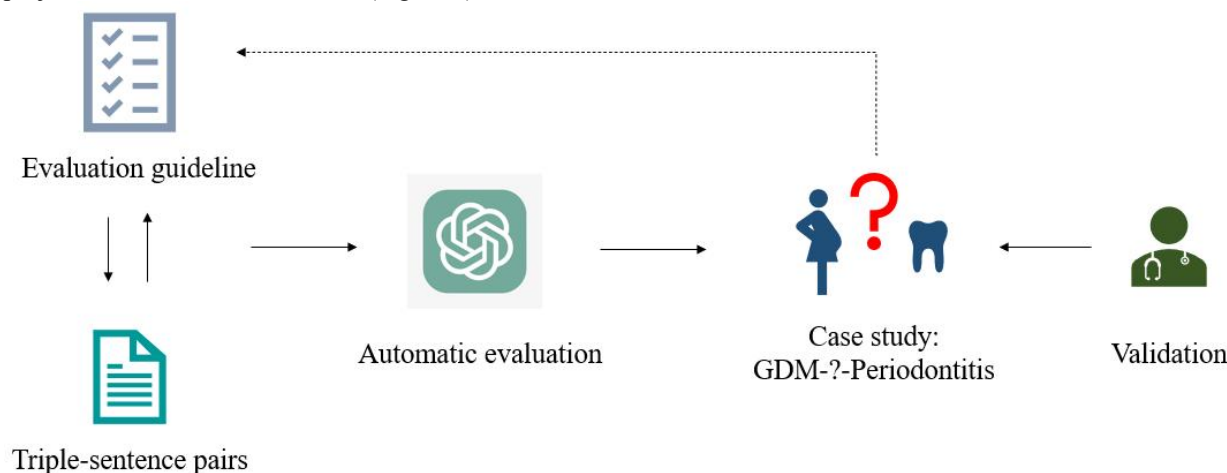 Evaluation guideline
Automatic evaluation
Case study:
GDM-?-Periodontitis
Validation
Triple-sentence pairs